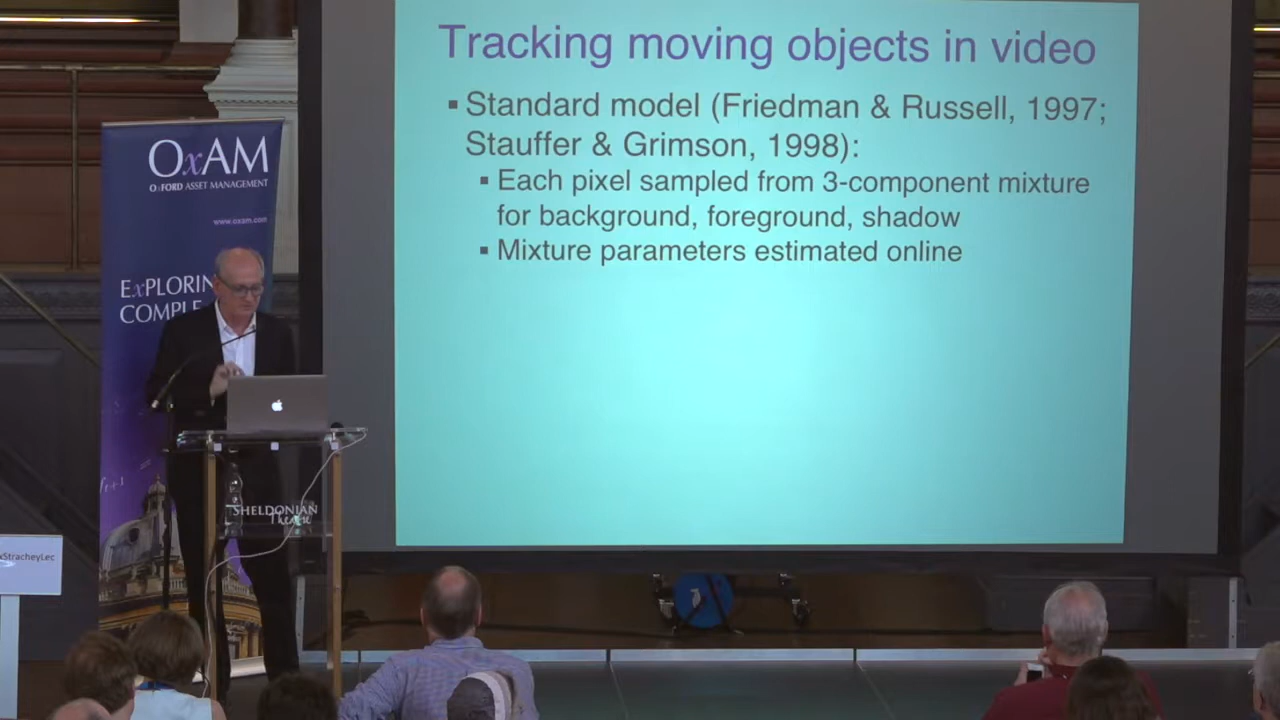 Tracking moving objects in video
▪ Standard model (Friedman & Russell, 1997;
Stauffer & Grimson, 1998):
▪ Each pixel sampled from 3-component mixture
for background, foreground, shadow
▪ Mixture parameters estimated online
OxAM
OxFORD ASSET MANAGEMENT
www.oxam.com
ExPLORIN
COMPLE
SHELDONIAN
Theatre
xStracheyLec